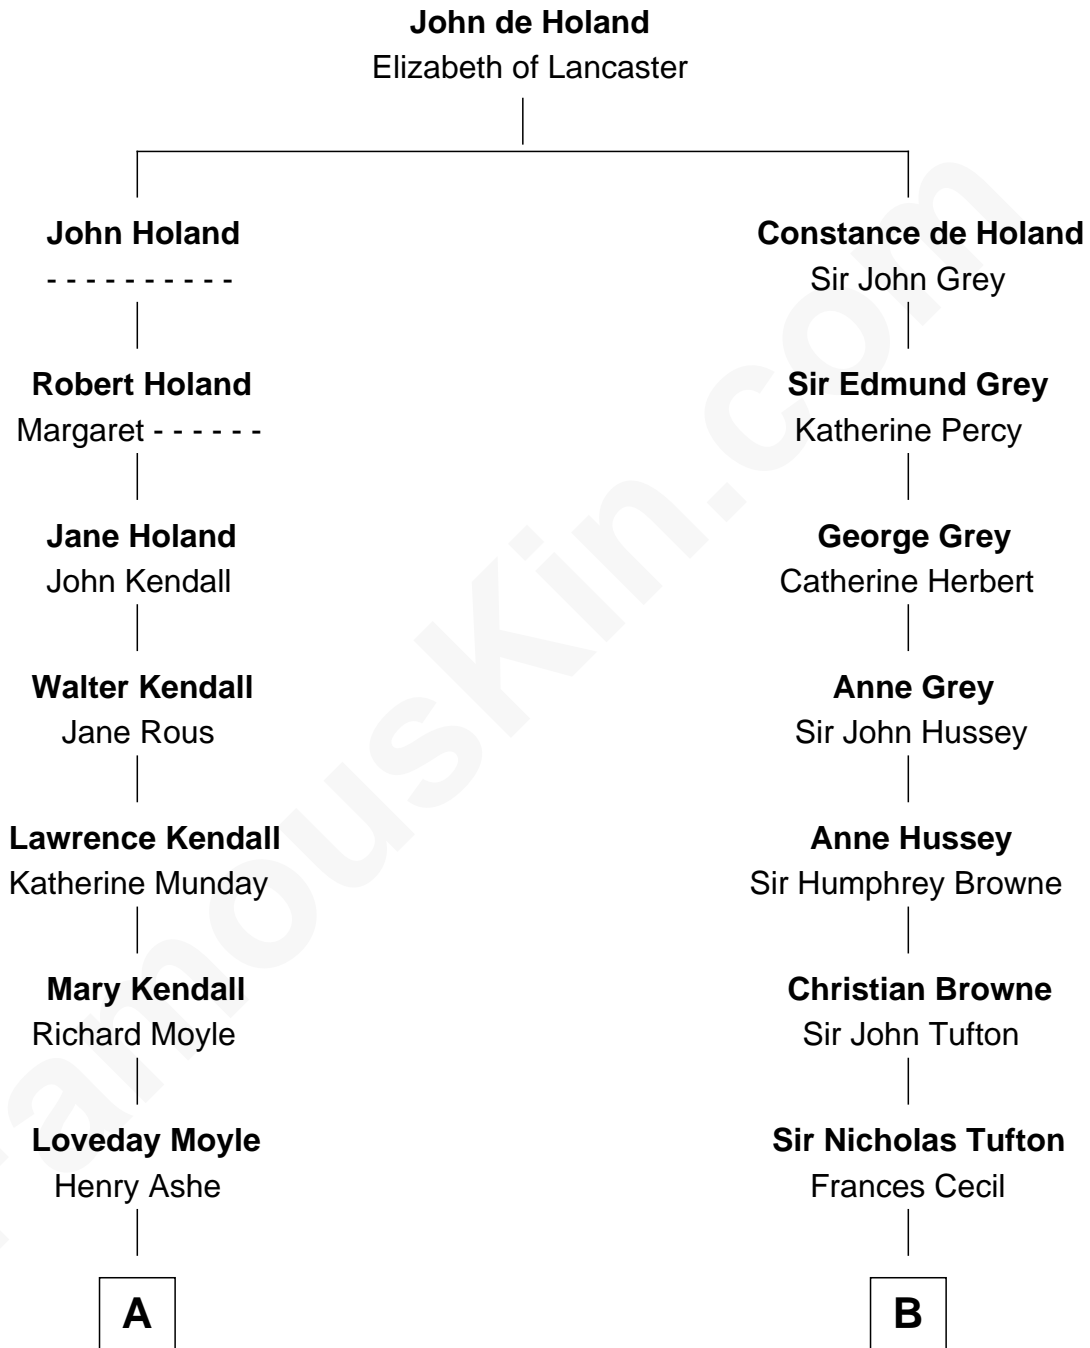 John de Holand
Elizabeth of Lancaster
John Holand
- - - - - - - - - -
Constance de Holand
Sir John Grey
Robert Holand
Margaret - - - - - -
Sir Edmund Grey
Katherine Percy
Jane Holand
John Kendall
George Grey
Catherine Herbert
Walter Kendall
Jane Rous
Anne Grey
Sir John Hussey
Lawrence Kendall
Katherine Munday
Anne Hussey
Sir Humphrey Browne
Mary Kendall
Richard Moyle
Christian Browne
Sir John Tufton
Loveday Moyle
Henry Ashe
Sir Nicholas Tufton
Frances Cecil
A
B
FamousKin.com